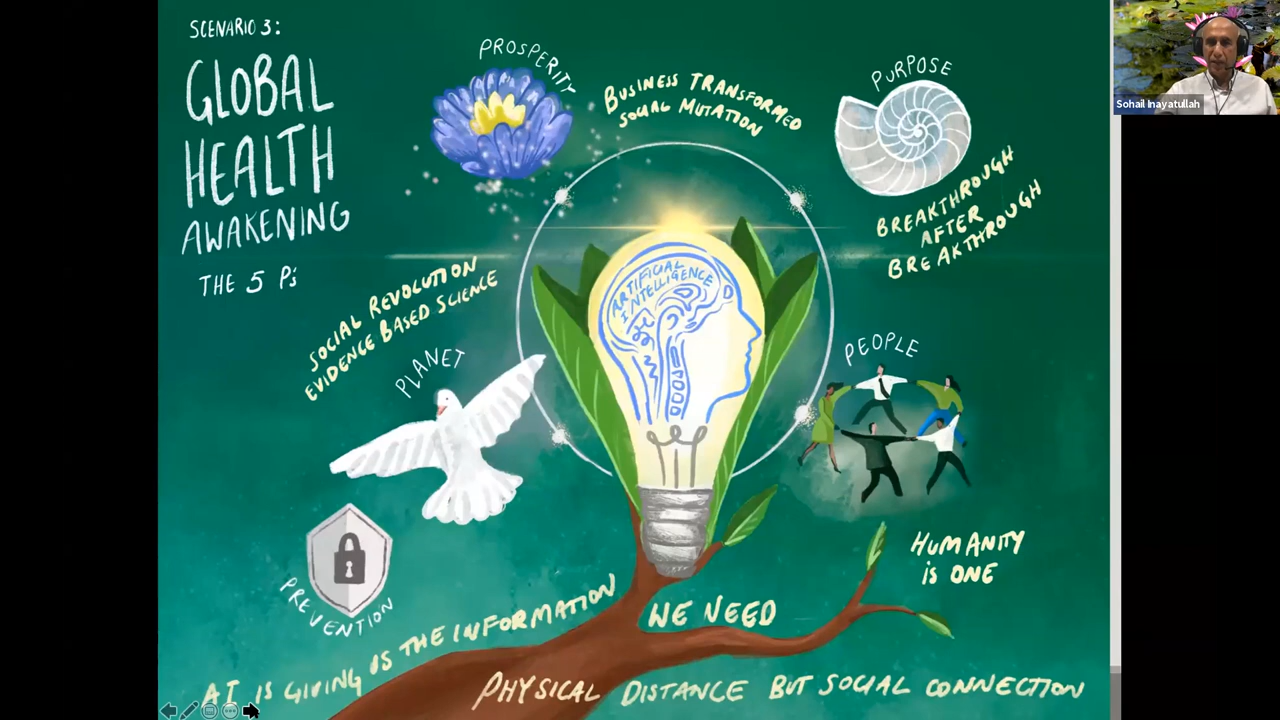 SCENARIO 3:
GLOBAL
HEALTH
AWAKENING
THE 5 P's
PROSPERITY
BUSINESS TRANSFORMED
SOCIAL MUTATION
PURPOSE
BREAKTHROUGH
AFTER
BREAKTHROUGH
SOCIAL REVOLUTION
EVIDENCE BASED SCIENCE
PLANET
ARTIFICIAL
INTELLIGENCE
PEOPLE
HUMANITY
IS ONE
PREVENTION
AI IS GIVING US THE INFORMATION WE NEED
PHYSICAL DISTANCE BUT SOCIAL CONNECTION
Sohail Inayatullah